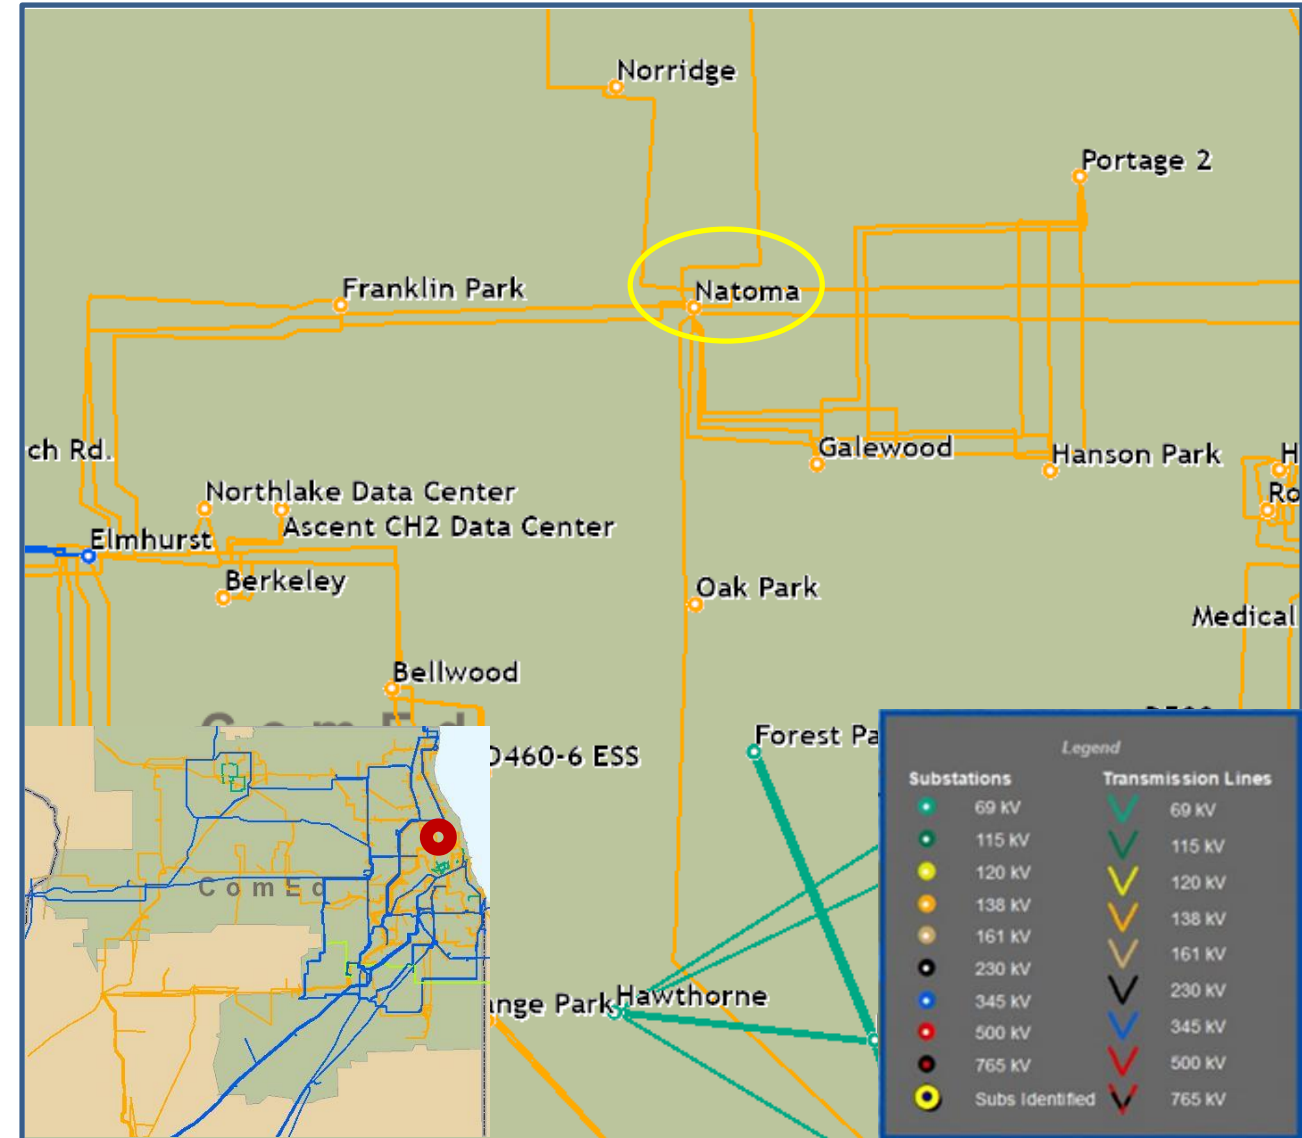 Norridge
Portage 2
Franklin Park
Natoma
ch Rd.
Galewood
Hanson Park
H
Ro
Northlake Data Center
Ascent CH2 Data Center
Elmhurst
Berkeley
Oak Park
Medical
Bellwood
ComEd
Forest Pa
D460-6 ESS
ComEd
ange Park
Hawthorne
Legend
Substations
Transmission Lines
69 kV
69 kV
115 kV
115 kV
120 kV
120 kV
138 kV
138 kV
161 kV
161 kV
230 kV
230 kV
345 kV
345 kV
500 kV
500 kV
765 kV
Subs Identified
765 kV